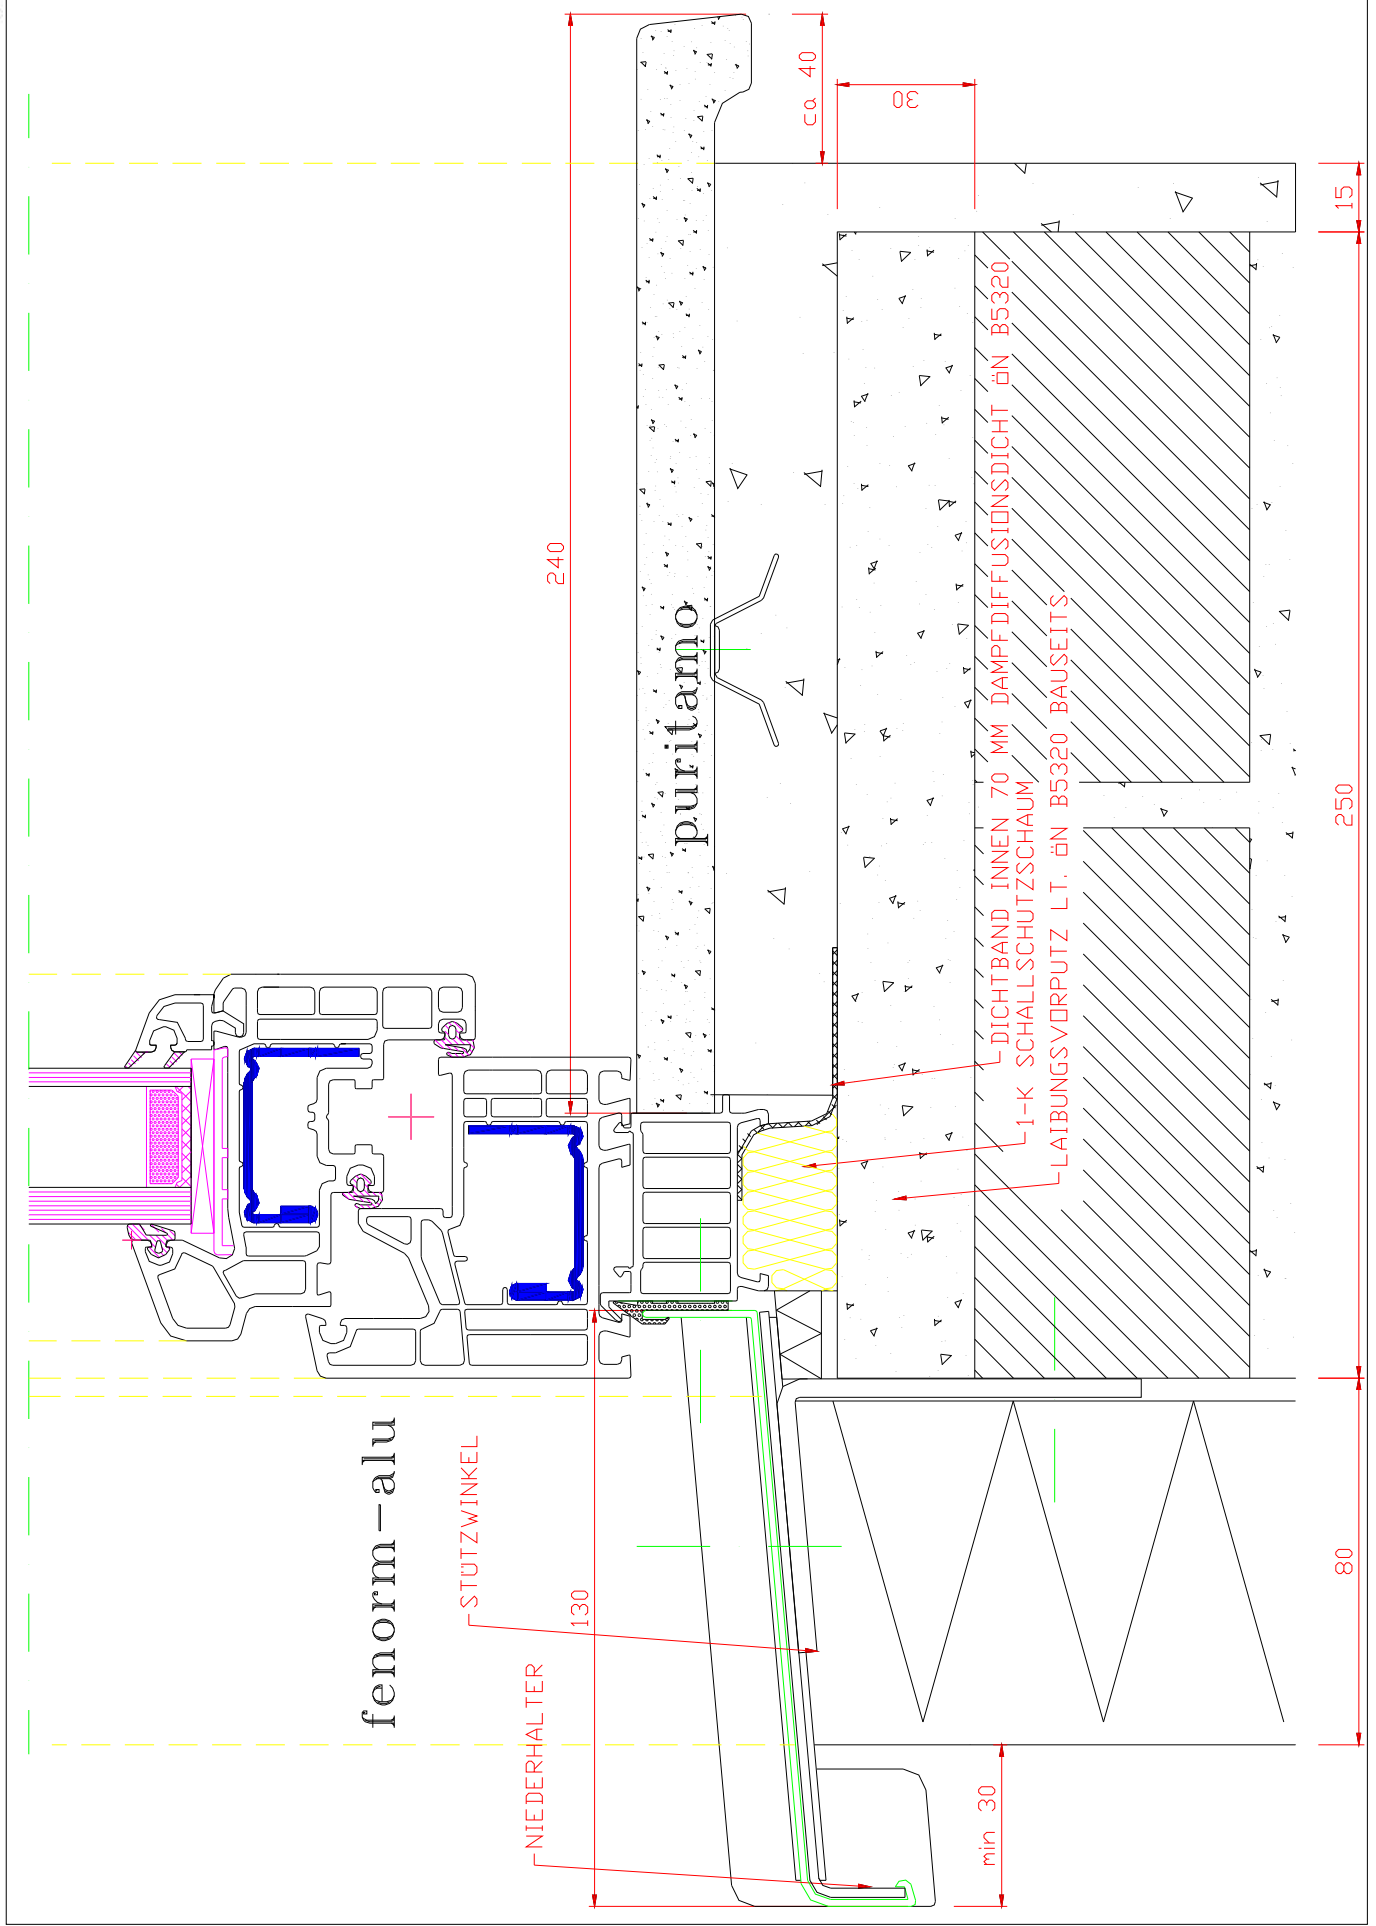 240
ca 40
30
15
puritamo
DICHTBAND INNEN 70 MM DAMPFDIFFUSIONSDICHT ÖN B5320
1-K SCHALLSCHUTZSCHAUM
LAIBUNGSVORPUTZ LT. ÖN B5320 BAUSEITS
250
fenorm-alu
STÜTZWINKEL
130
NIEDERHALTER
80
min 30